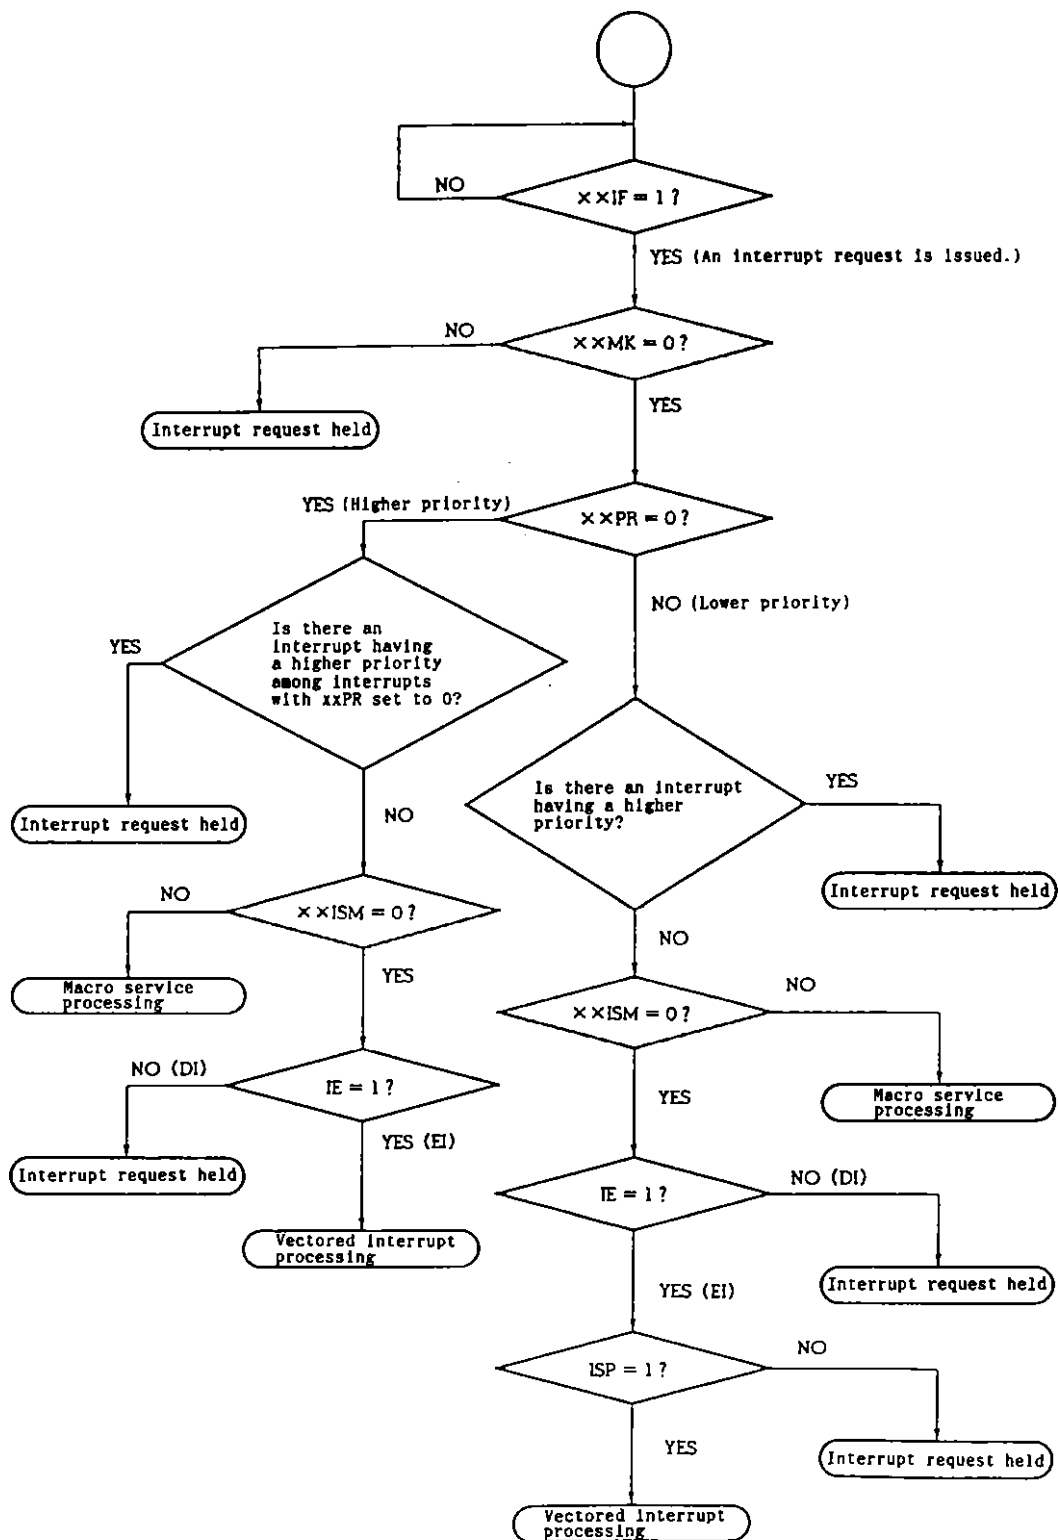 ××IF = 1 ?
NO
YES (An interrupt request is issued.)
××MK = 0 ?
NO
YES
Interrupt request held
××PR = 0 ?
YES (Higher priority)
NO (Lower priority)
Is there an
interrupt having
a higher priority
among interrupts
with xxPR set to 0?
YES
NO
Interrupt request held
Is there an interrupt
having a higher
priority?
YES
NO
Interrupt request held
××ISM = 0 ?
NO
YES
Macro service
processing
××ISM = 0 ?
NO
YES
Macro service
processing
IE = 1 ?
NO (DI)
YES (EI)
Interrupt request held
Vectored interrupt
processing
IE = 1 ?
NO (DI)
YES (EI)
Interrupt request held
ISP = 1 ?
NO
YES
Interrupt request held
Vectored interrupt
processing